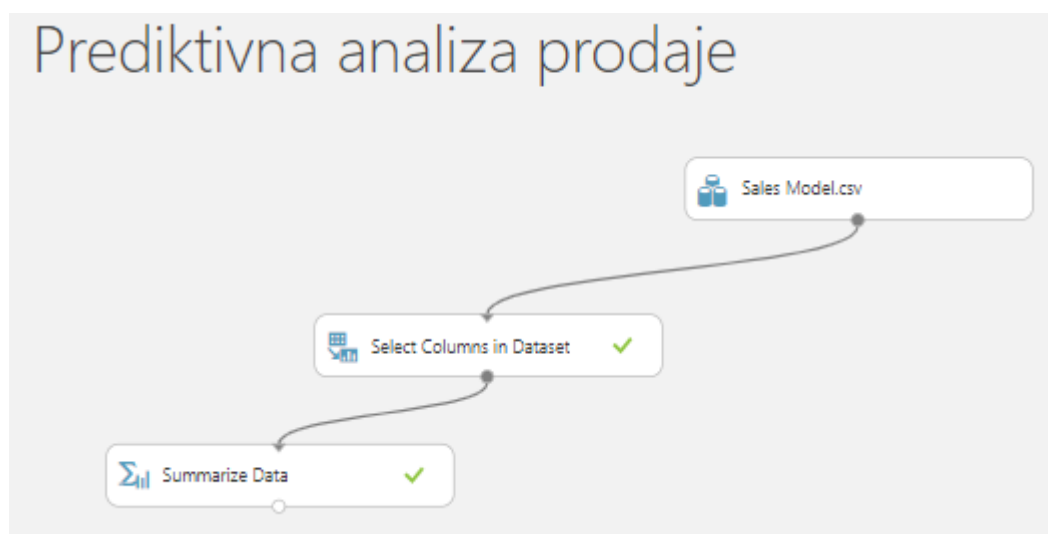 Prediktivna analiza prodaje
Sales Model.csv
Select Columns in Dataset
Summarize Data